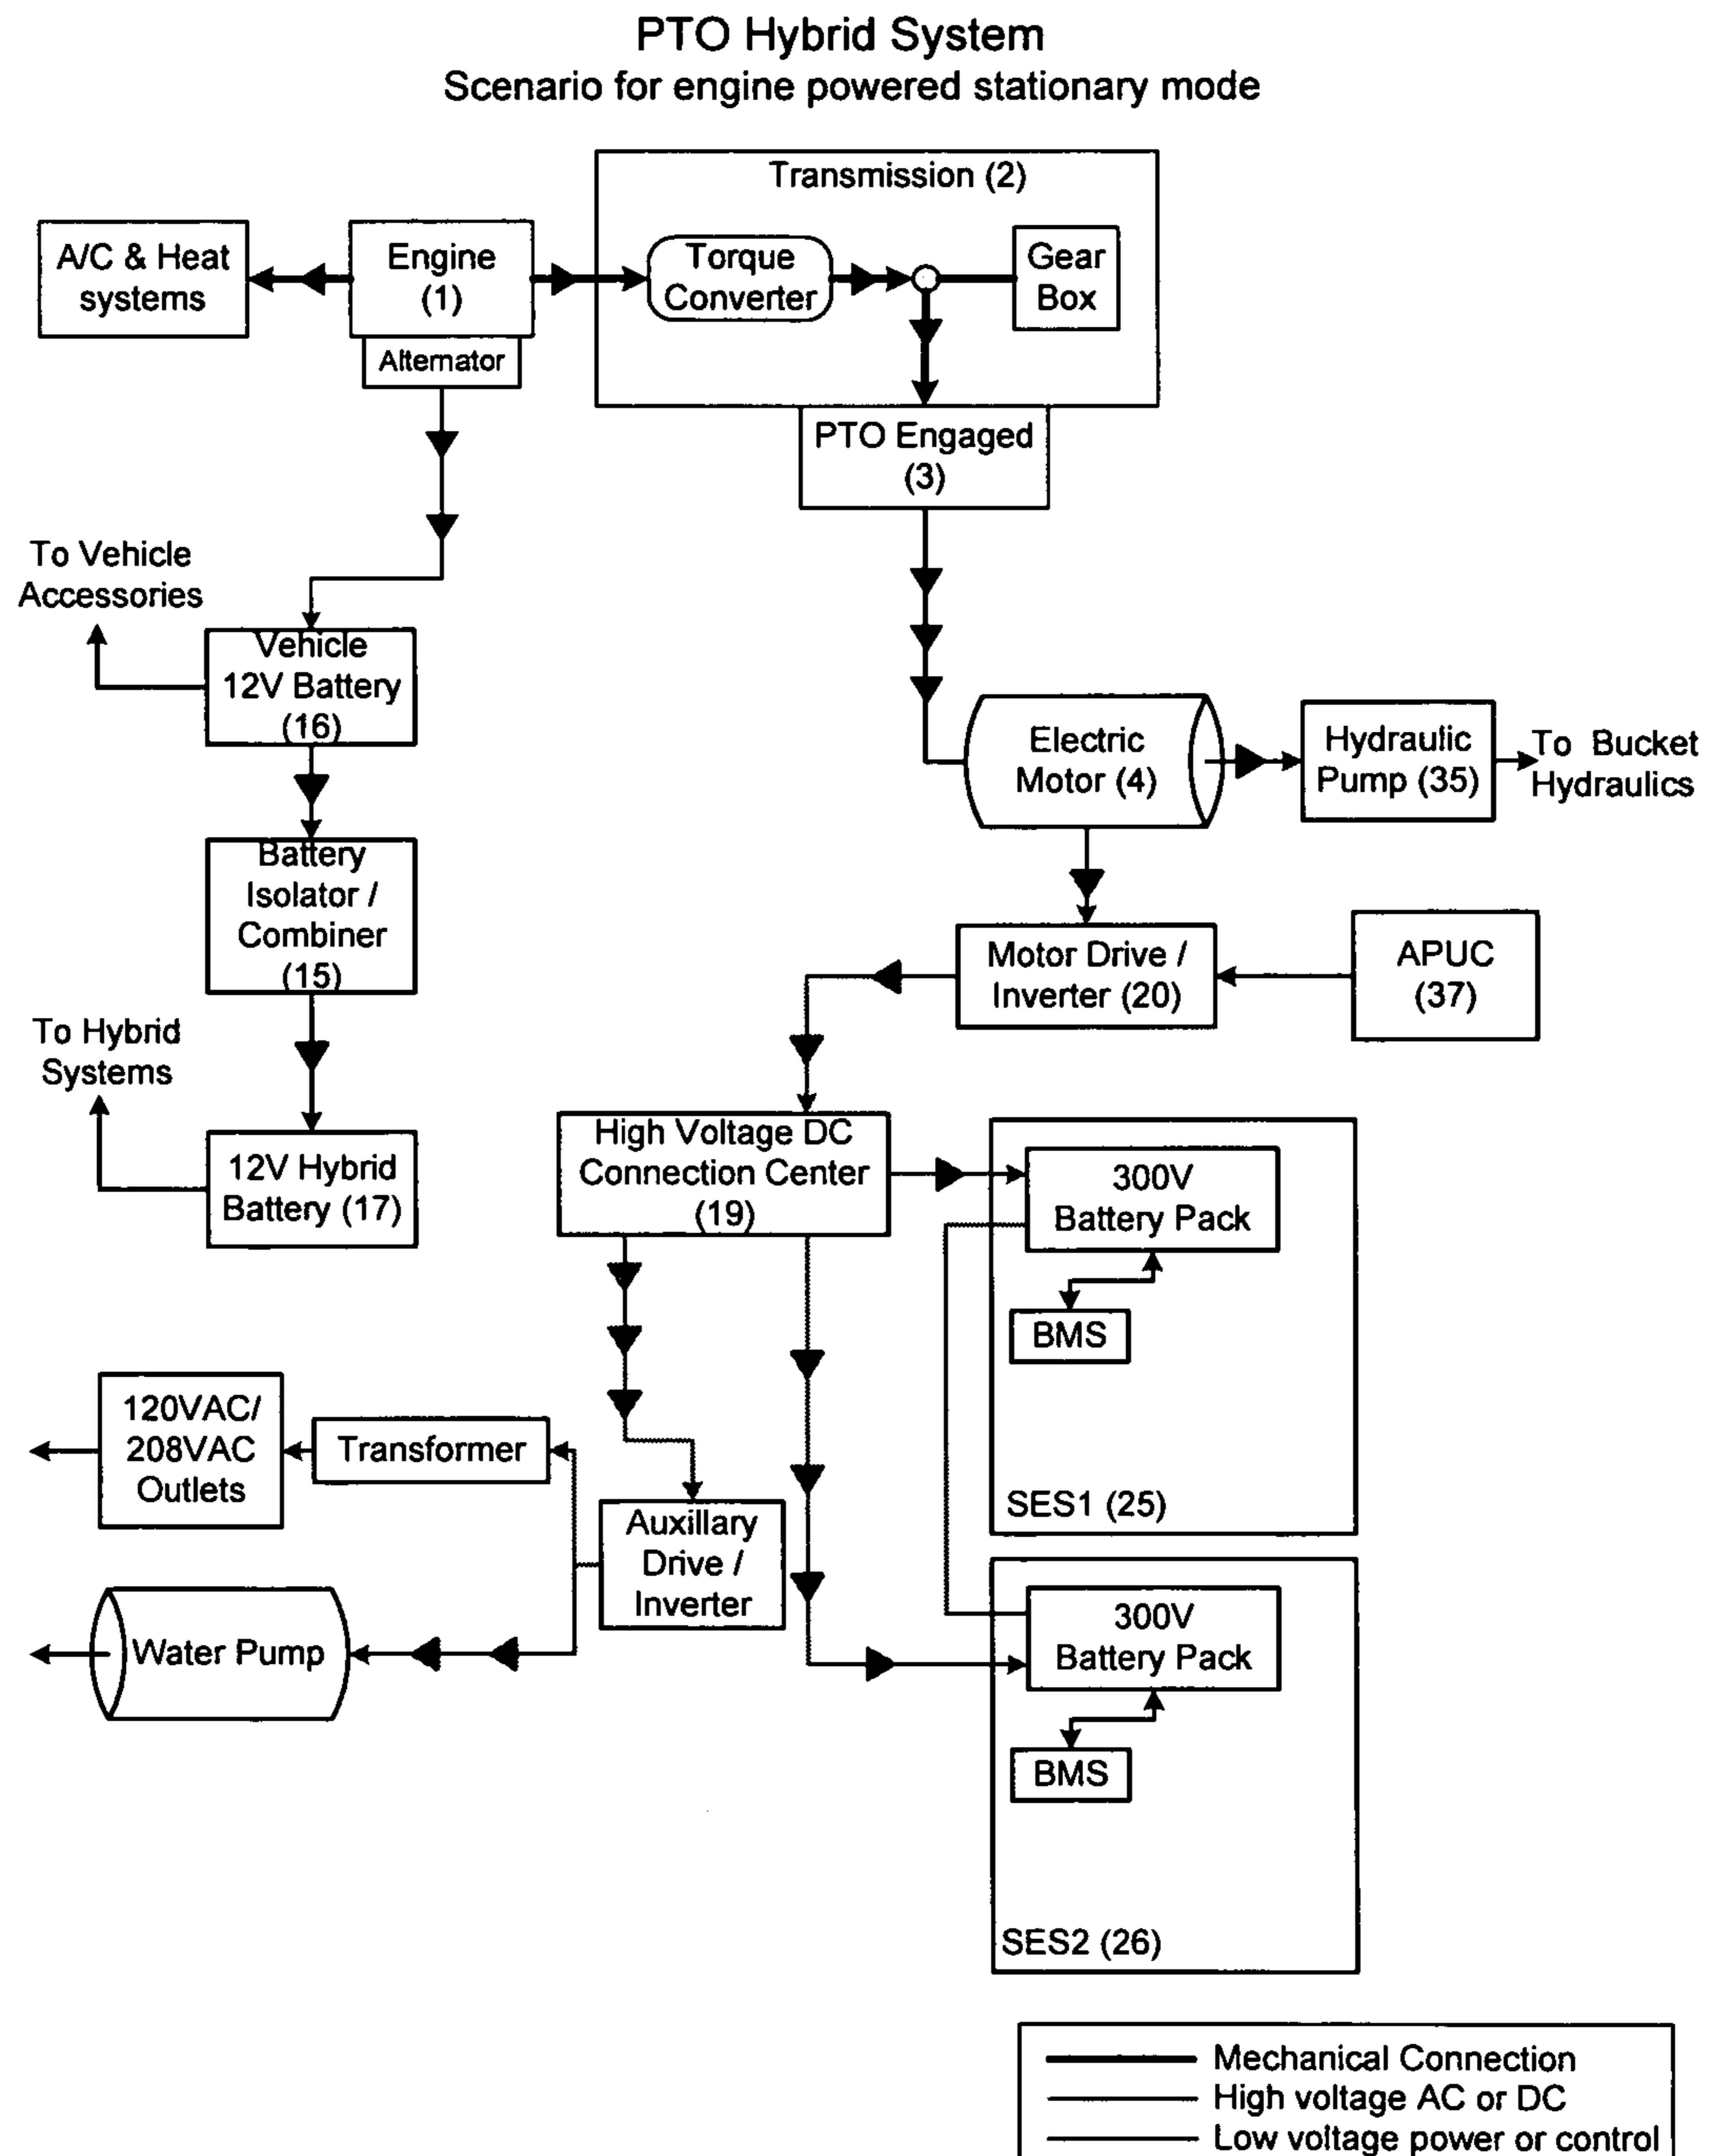 PTO Hybrid System
Scenario for engine powered stationary mode
Transmission (2)
A/C & Heat
systems
Engine
(1)
Alternator
Torque
Converter
Gear
Box
PTO Engaged
(3)
To Vehicle
Accessories
Vehicle
12V Battery
(16)
Electric
Motor (4)
Hydraulic
Pump (35)
To Bucket
Hydraulics
Battery
Isolator /
Combiner
(15)
Motor Drive /
Inverter (20)
APUC
(37)
To Hybrid
Systems
12V Hybrid
Battery (17)
High Voltage DC
Connection Center
(19)
300V
Battery Pack
BMS
SES1 (25)
120VAC/
208VAC
Outlets
Transformer
Auxillary
Drive /
Inverter
Water Pump
300V
Battery Pack
BMS
SES2 (26)
Mechanical Connection
High voltage AC or DC
Low voltage power or control